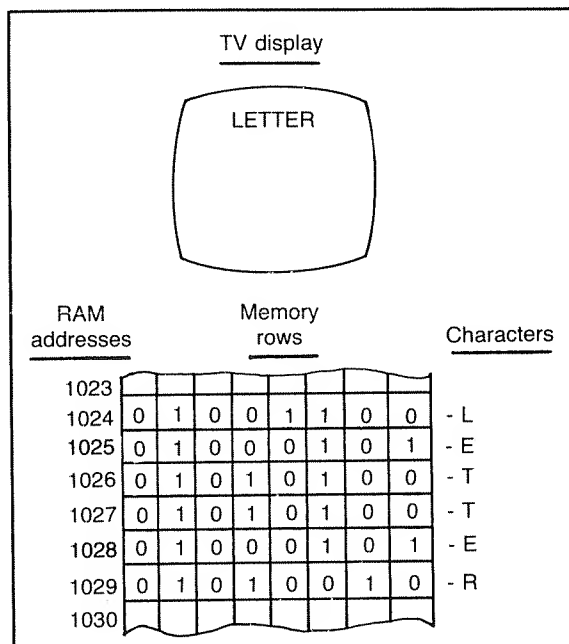 TV display
LETTER
RAM addresses
Memory rows
Characters
1023
1024 0 1 0 0 1 1 0 0 - L
1025 0 1 0 0 0 1 0 1 - E
1026 0 1 0 1 0 1 0 0 - T
1027 0 1 0 1 0 1 0 0 - T
1028 0 1 0 0 0 1 0 1 - E
1029 0 1 0 1 0 0 1 0 - R
1030